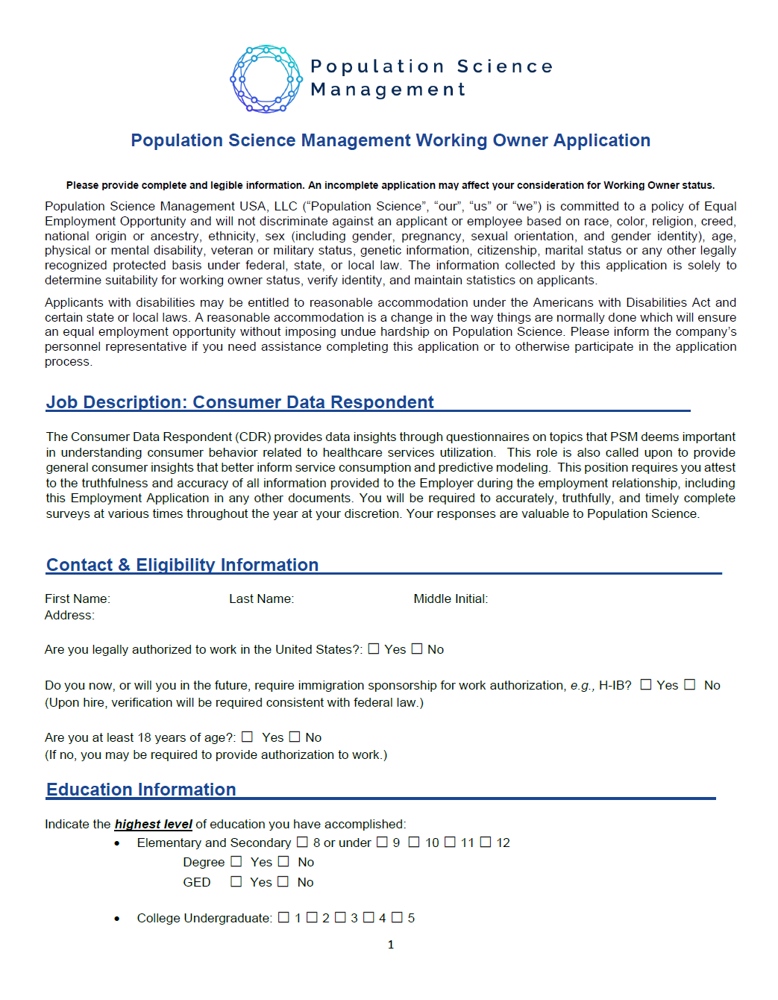 Population Science
Management
Population Science Management Working Owner Application
Please provide complete and legible information. An incomplete application may affect your consideration for Working Owner status.
Population Science Management USA, LLC (“Population Science”, “our”, “us” or “we”) is committed to a policy of Equal
Employment Opportunity and will not discriminate against an applicant or employee based on race, color, religion, creed,
national origin or ancestry, ethnicity, sex (including gender, pregnancy, sexual orientation, and gender identity), age,
physical or mental disability, veteran or military status, genetic information, citizenship, marital status or any other legally
recognized protected basis under federal, state, or local law. The information collected by this application is solely to
determine suitability for working owner status, verify identity, and maintain statistics on applicants.
Applicants with disabilities may be entitled to reasonable accommodation under the Americans with Disabilities Act and
certain state or local laws. A reasonable accommodation is a change in the way things are normally done which will ensure
an equal employment opportunity without imposing undue hardship on Population Science. Please inform the company’s
personnel representative if you need assistance completing this application or to otherwise participate in the application
process.
Job Description: Consumer Data Respondent
The Consumer Data Respondent (CDR) provides data insights through questionnaires on topics that PSM deems important
in understanding consumer behavior related to healthcare services utilization. This role is also called upon to provide
general consumer insights that better inform service consumption and predictive modeling. This position requires you attest
to the truthfulness and accuracy of all information provided to the Employer during the employment relationship, including
this Employment Application in any other documents. You will be required to accurately, truthfully, and timely complete
surveys at various times throughout the year at your discretion. Your responses are valuable to Population Science.
Contact & Eligibility Information
First Name: Last Name: Middle Initial:
Address:
Are you legally authorized to work in the United States?: ☐ Yes ☐ No
Do you now, or will you in the future, require immigration sponsorship for work authorization, e.g., H-IB? ☐ Yes ☐ No
(Upon hire, verification will be required consistent with federal law.)
Are you at least 18 years of age?: ☐ Yes ☐ No
(If no, you may be required to provide authorization to work.)
Education Information
Indicate the highest level of education you have accomplished:
• Elementary and Secondary ☐ 8 or under ☐ 9 ☐ 10 ☐ 11 ☐ 12
Degree ☐ Yes ☐ No
GED ☐ Yes ☐ No
• College Undergraduate: ☐ 1 ☐ 2 ☐ 3 ☐ 4 ☐ 5
1